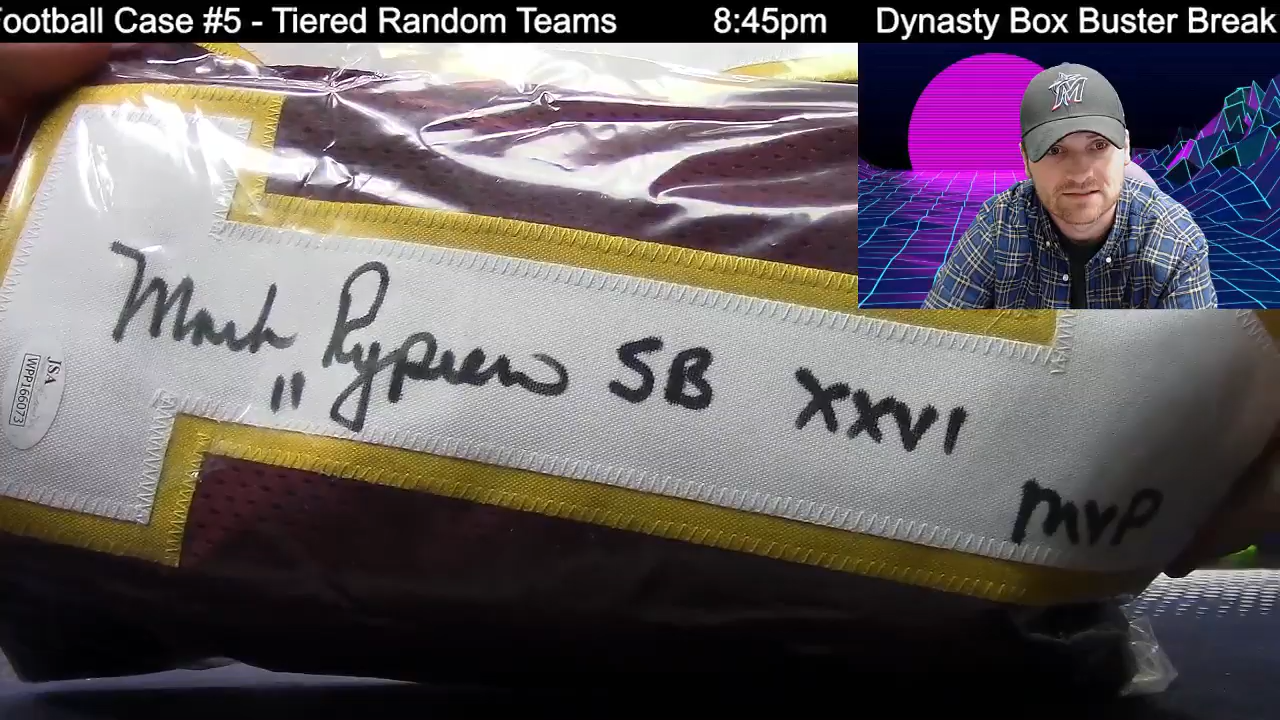 Football Case #5 - Tiered Random Teams 8:45pm Dynasty Box Buster Break
M
Mark Rypien SB XXVI
"
MVP
JSA
WPP166073